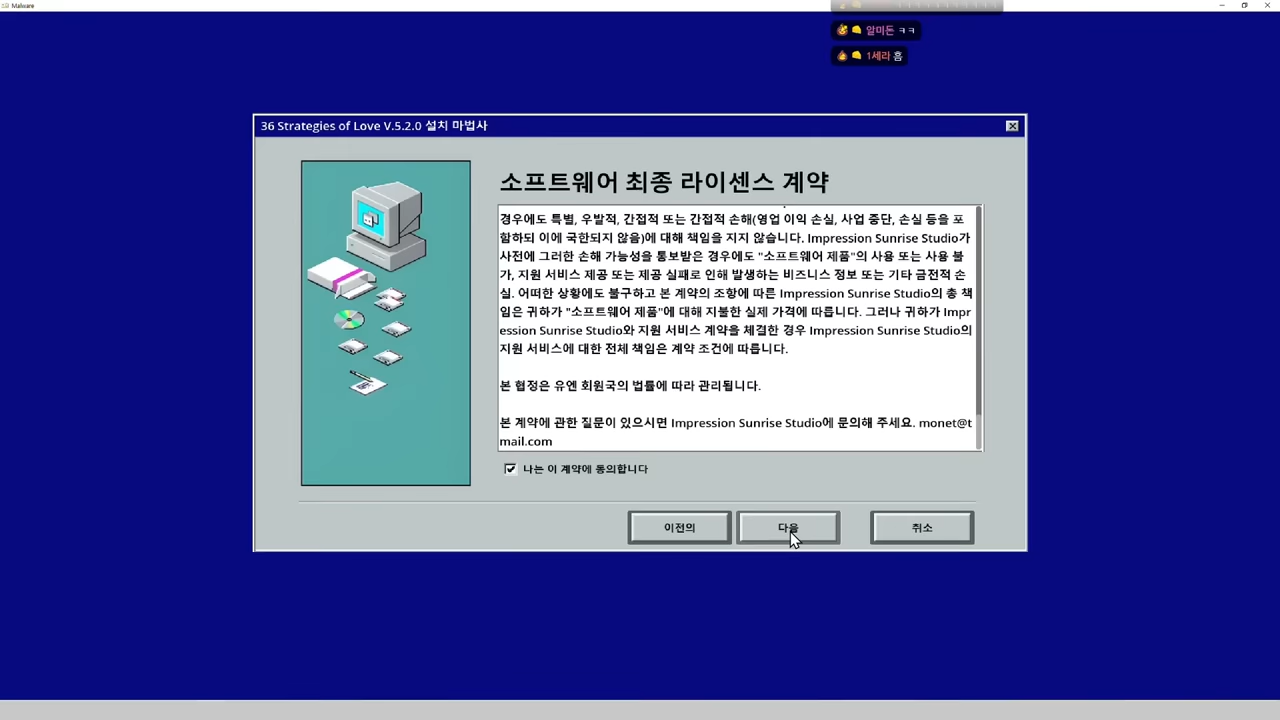 Malware
알미돈 ㅋㅋ
1세라 흠
36 Strategies of Love V.5.2.0 설치 마법사
소프트웨어 최종 라이센스 계약
경우에도 특별, 우발적, 간접적 또는 간접적 손해(영업 이익 손실, 사업 중단, 손실 등을 포
함하되 이에 국한되지 않음)에 대해 책임을 지지 않습니다. Impression Sunrise Studio가
사전에 그러한 손해 가능성을 통보받은 경우에도 "소프트웨어 제품"의 사용 또는 사용 불
가, 지원 서비스 제공 또는 제공 실패로 인해 발생하는 비즈니스 정보 또는 기타 금전적 손
실. 어떠한 상황에도 불구하고 본 계약의 조항에 따른 Impression Sunrise Studio의 총 책
임은 귀하가 "소프트웨어 제품"에 대해 지불한 실제 가격에 따릅니다. 그러나 귀하가 Impr
ession Sunrise Studio와 지원 서비스 계약을 체결한 경우 Impression Sunrise Studio의
지원 서비스에 대한 전체 책임은 계약 조건에 따릅니다.
본 협정은 유엔 회원국의 법률에 따라 관리됩니다.
본 계약에 관한 질문이 있으시면 Impression Sunrise Studio에 문의해 주세요. monet@t
mail.com
나는 이 계약에 동의합니다
이전의
다음
취소